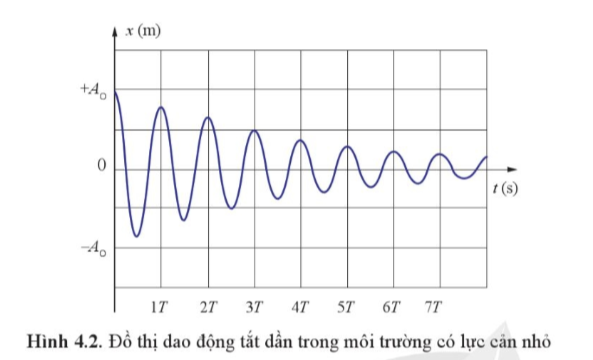 x (m)
+A₀
0
t (s)
−A₀
1T 2T 3T 4T 5T 6T 7T
Hình 4.2. Đồ thị dao động tắt dần trong môi trường có lực cản nhỏ